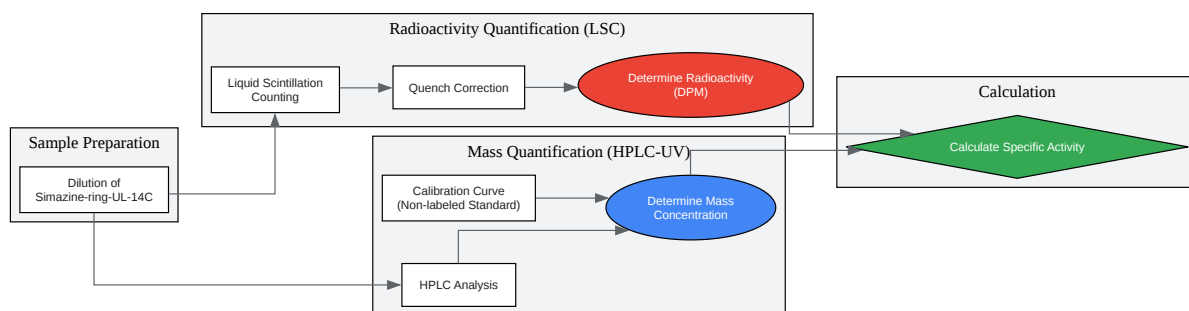 Radioactivity Quantification (LSC)
Liquid Scintillation
Counting
Quench Correction
Determine Radioactivity
(DPM)
Calculation
Calculate Specific Activity
Sample Preparation
Dilution of
Simazine-ring-UL-14C
Mass Quantification (HPLC-UV)
Calibration Curve
(Non-labeled Standard)
Determine Mass
Concentration
HPLC Analysis